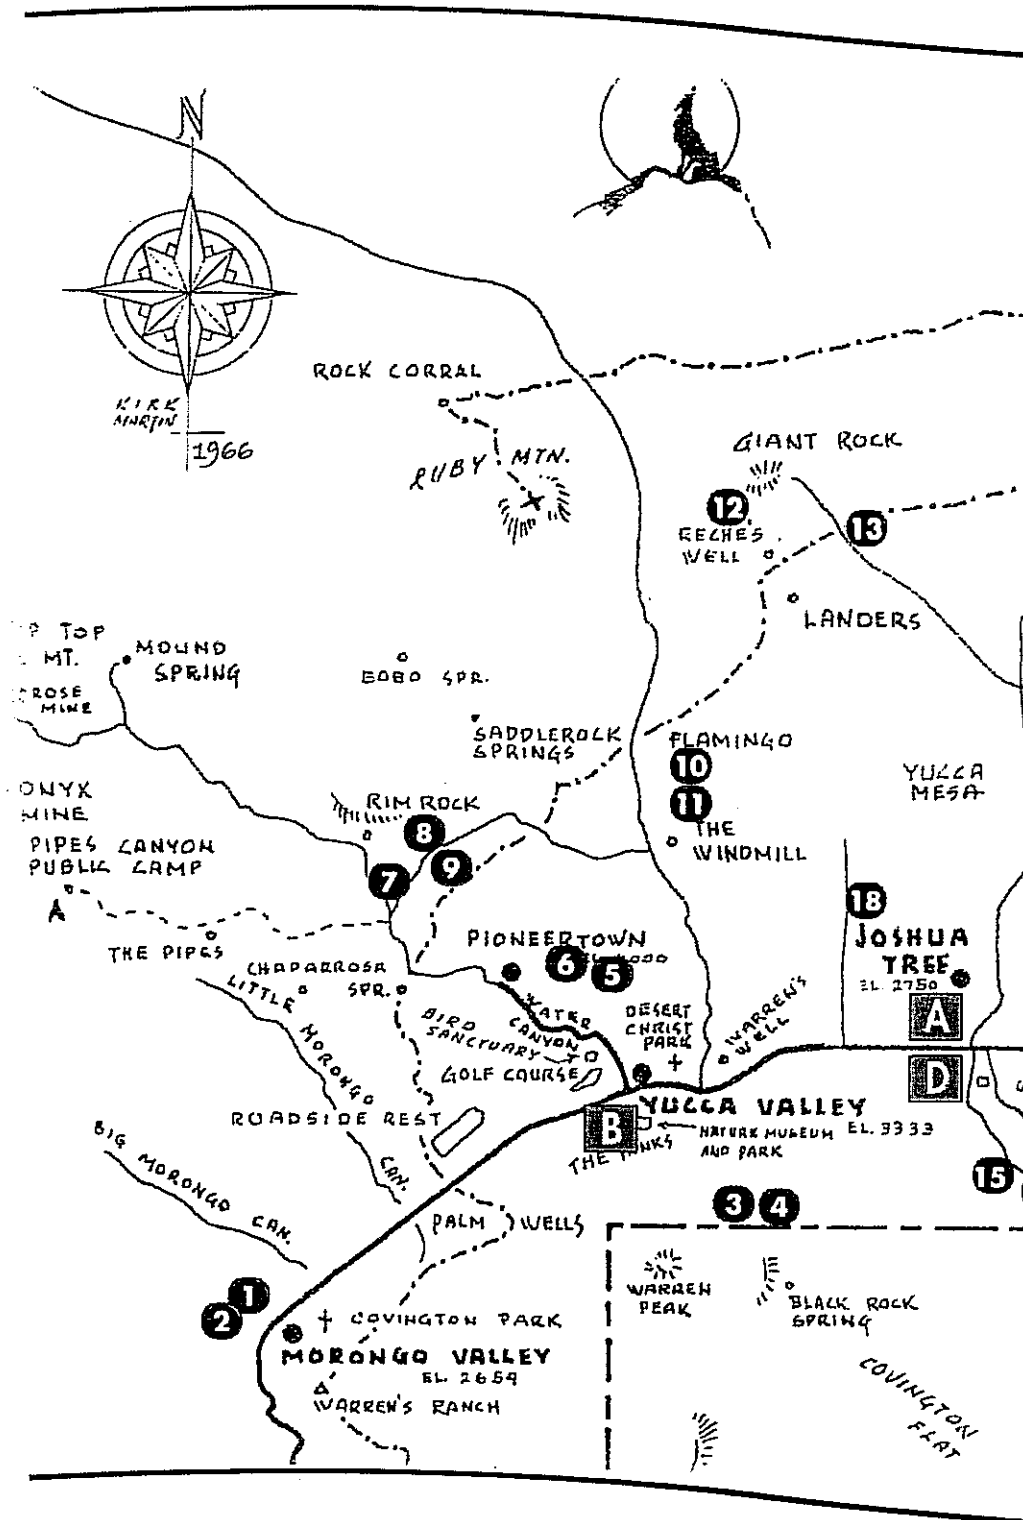 N
ROCK CORRAL
KIRK
MARTIN
1966
RUBY MTN.
GIANT ROCK
12
13
RECHES
WELL
LANDERS
TOP
MT.
MOUND
SPRING
ROSE
MINE
BOBO SPR.
SADDLEROCK
SPRINGS
FLAMINGO
10
11
THE
WINDMILL
YUCCA
MESA
ONYX
MINE
RIM ROCK
8
9
7
PIPES CANYON
PUBLIC CAMP
A
THE PIPES
18
JOSHUA
TREE
EL. 2750
A
D
PIONEERTOWN
6
5
CHAPARROSA
SPR.
LITTLE MORONGO
CAN.
WATER
CANYON
BIRD
SANCTUARY
GOLF COURSE
DESERT
CHRIST
PARK
WARREN'S
WELL
ROADSIDE REST
YUCCA VALLEY
EL. 3333
B
NATURE MUSEUM
AND PARK
THE TANKS
BIG MORONGO CAN.
15
3
4
PALM WELLS
WARREN
PEAK
BLACK ROCK
SPRING
1
2
COVINGTON PARK
MORONGO VALLEY
EL. 2659
WARREN'S RANCH
COVINGTON
FLAT